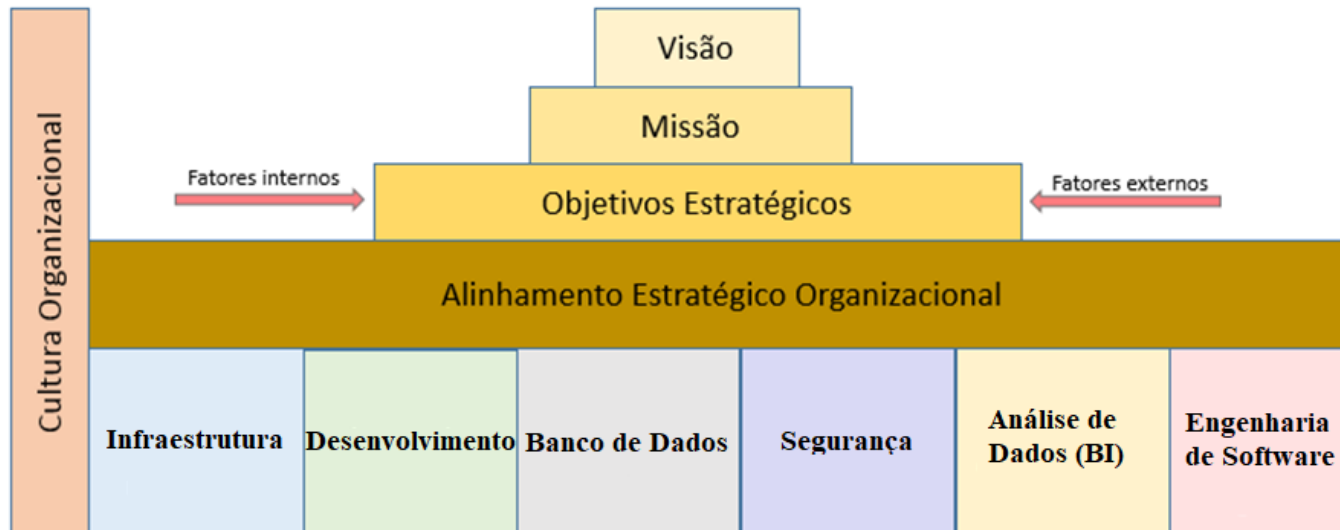 Cultura Organizacional
Visão
Missão
Fatores internos
Objetivos Estratégicos
Fatores externos
Alinhamento Estratégico Organizacional
Infraestrutura
Desenvolvimento
Banco de Dados
Segurança
Análise de
Dados (BI)
Engenharia
de Software